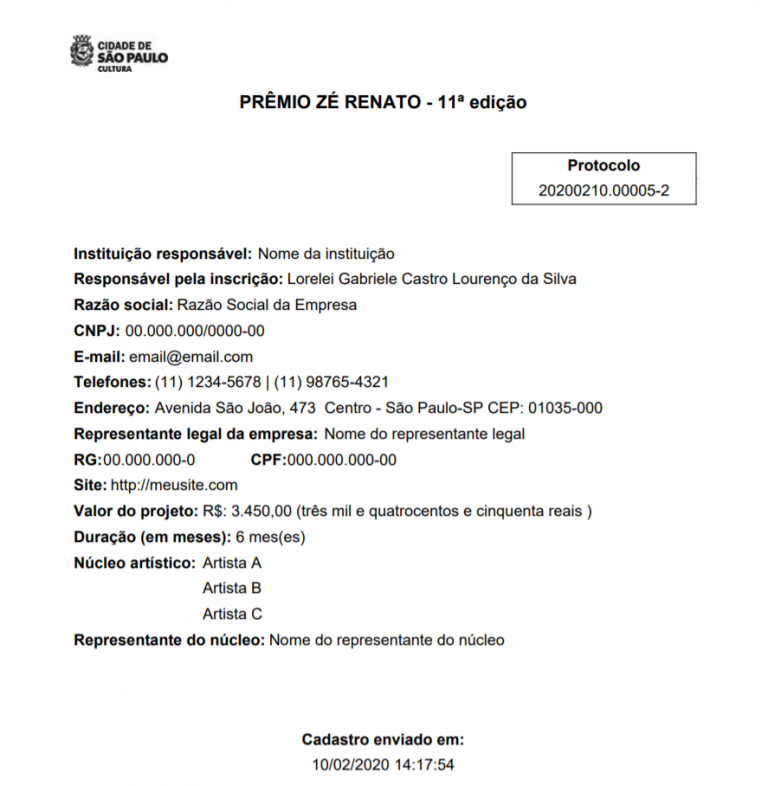 CIDADE DE
SÃO PAULO
CULTURA
PRÊMIO ZÉ RENATO - 11ª edição
Protocolo
20200210.00005-2
Instituição responsável: Nome da instituição
Responsável pela inscrição: Lorelei Gabriele Castro Lourenço da Silva
Razão social: Razão Social da Empresa
CNPJ: 00.000.000/0000-00
E-mail: email@email.com
Telefones: (11) 1234-5678 | (11) 98765-4321
Endereço: Avenida São João, 473 Centro - São Paulo-SP CEP: 01035-000
Representante legal da empresa: Nome do representante legal
RG:00.000.000-0 CPF:000.000.000-00
Site: http://meusite.com
Valor do projeto: R$: 3.450,00 (três mil e quatrocentos e cinquenta reais )
Duração (em meses): 6 mes(es)
Núcleo artístico: Artista A
Artista B
Artista C
Representante do núcleo: Nome do representante do núcleo
Cadastro enviado em:
10/02/2020 14:17:54